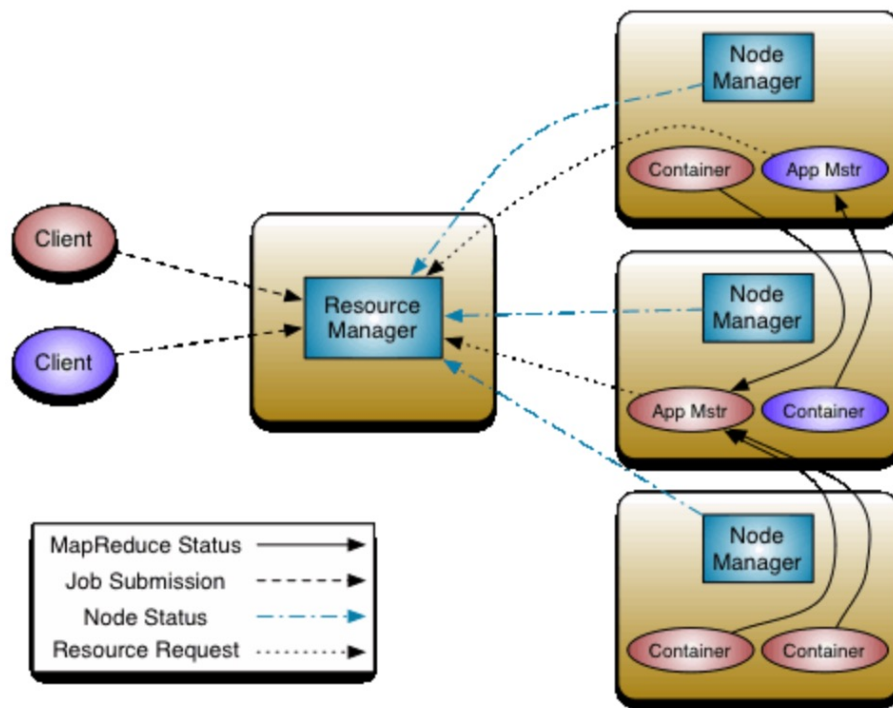 Node
Manager
Container
App Mstr
Client
Resource
Manager
Node
Manager
Client
App Mstr
Container
Node
Manager
MapReduce Status
Job Submission
Node Status
Resource Request
Container
Container